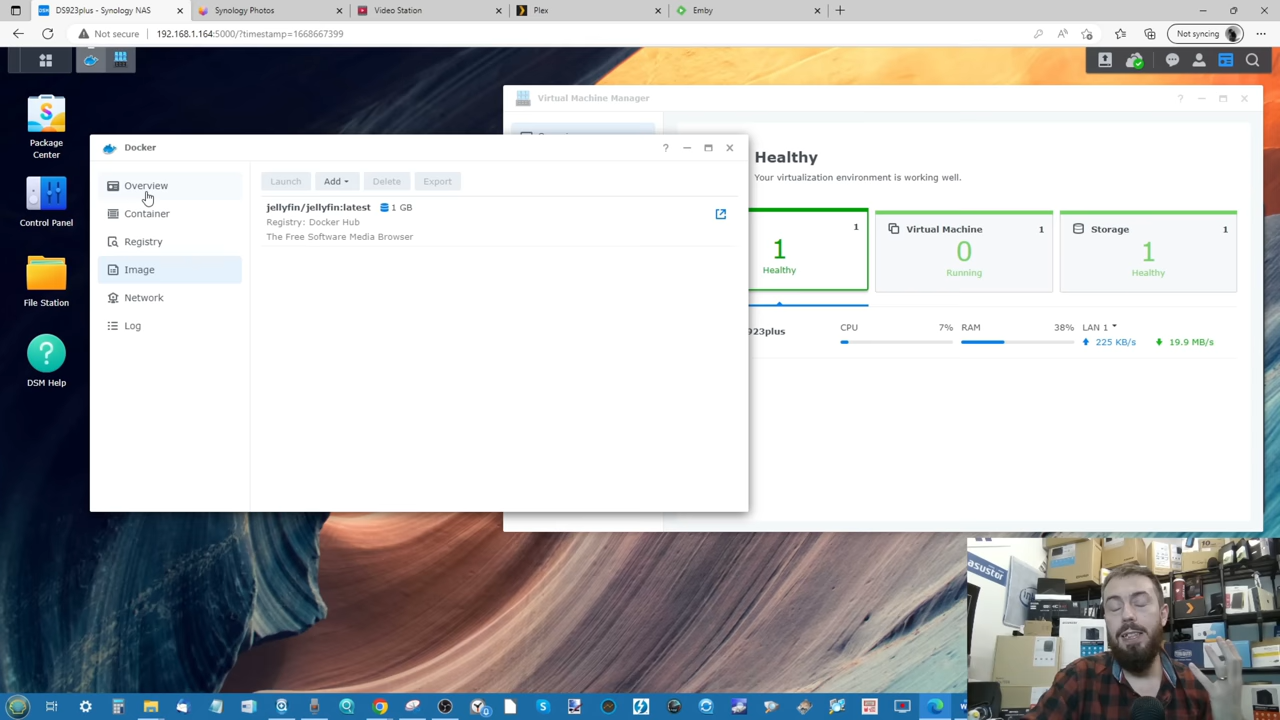 DS923plus - Synology NAS
Synology Photos
Video Station
Plex
Emby
Not secure
192.168.1.164:5000/?timestamp=1668667399
Not syncing
Package
Center
Control Panel
File Station
DSM Help
Docker
Overview
Container
Registry
Image
Network
Log
Launch
Add
Delete
Export
jellyfin/jellyfin:latest 1 GB
Registry: Docker Hub
The Free Software Media Browser
Virtual Machine Manager
Healthy
Your virtualization environment is working well.
1
1
Healthy
Virtual Machine 1
0
Running
Storage 1
1
Healthy
923plus
CPU 7%
RAM 38%
LAN 1
225 KB/s
19.9 MB/s
asustor